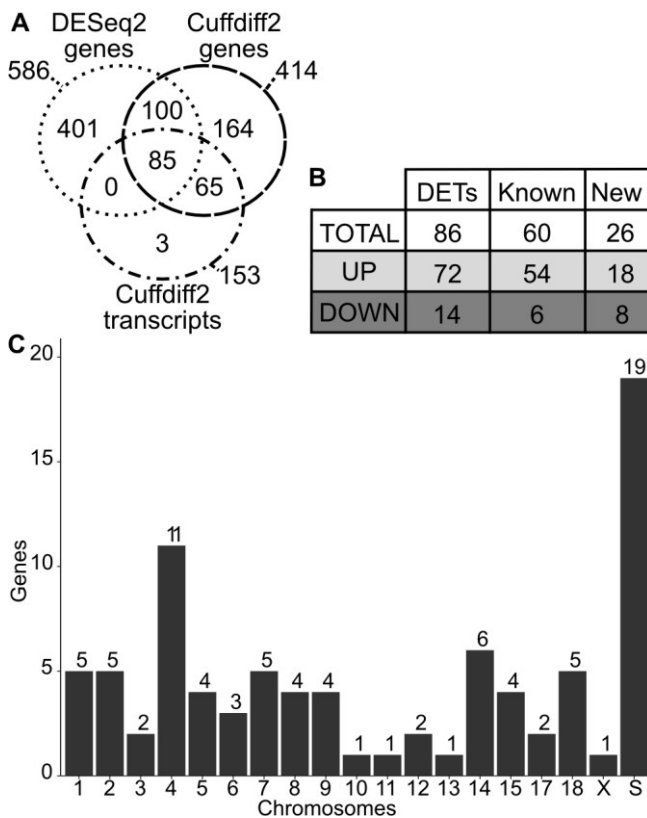 A
DESeq2 genes
Cuffdiff2 genes
586
414
401
100
164
85
0
65
3
153
Cuffdiff2 transcripts
B
DETs Known New
TOTAL 86 60 26
UP 72 54 18
DOWN 14 6 8
C
Genes
20
15
10
5
0
5 5 2 11 4 3 5 4 4 1 1 2 1 6 4 2 5 1 19
1 2 3 4 5 6 7 8 9 10 11 12 13 14 15 17 18 X S
Chromosomes